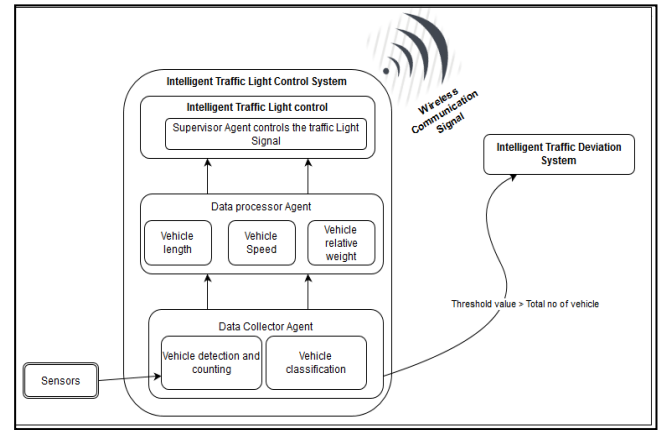 Intelligent Traffic Light Control System
Intelligent Traffic Light control
Supervisor Agent controls the traffic Light
Signal
Wireless
Communication
Signal
Intelligent Traffic Deviation
System
Data processor Agent
Vehicle
length
Vehicle
Speed
Vehicle
relative
weight
Threshold value > Total no of vehicle
Data Collector Agent
Vehicle detection and
counting
Vehicle
classification
Sensors